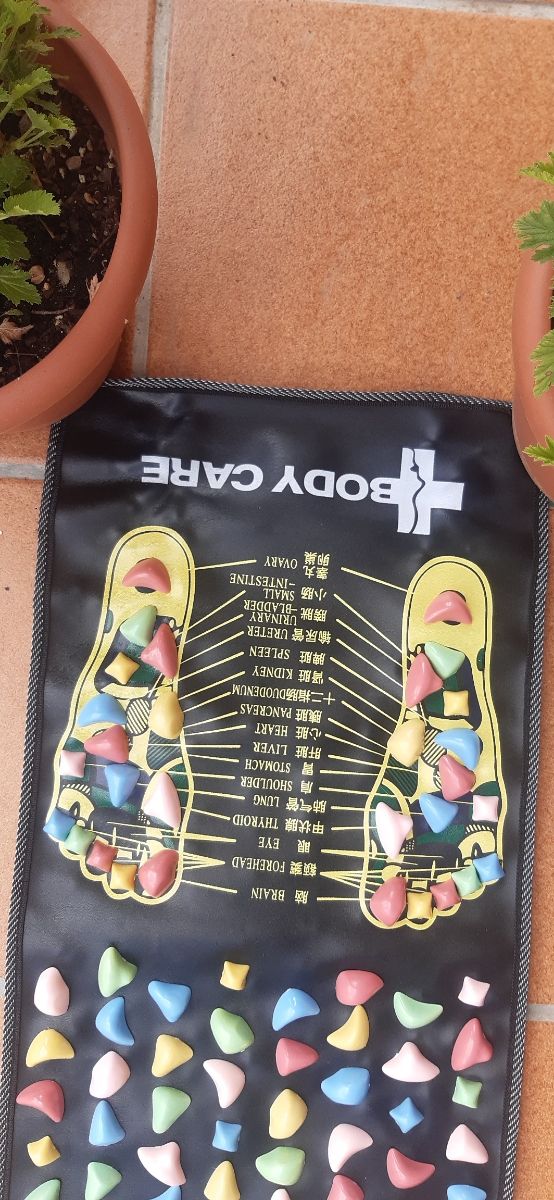 脑 BRAIN
额窦 FOREHEAD
眼 EYE
甲状腺 THYROID
肺气管 LUNG
肩 SHOULDER
胃 STOMACH
肝脏 LIVER
心脏 HEART
胰脏 PANCREAS
十二指肠 DUODENUM
肾脏 KIDNEY
脾脏 SPLEEN
输尿管 URETER
膀胱 URINARY
-BLADDER
小肠 SMALL
-INTESTINE
睾丸
卵巢 OVARY
BODY CARE